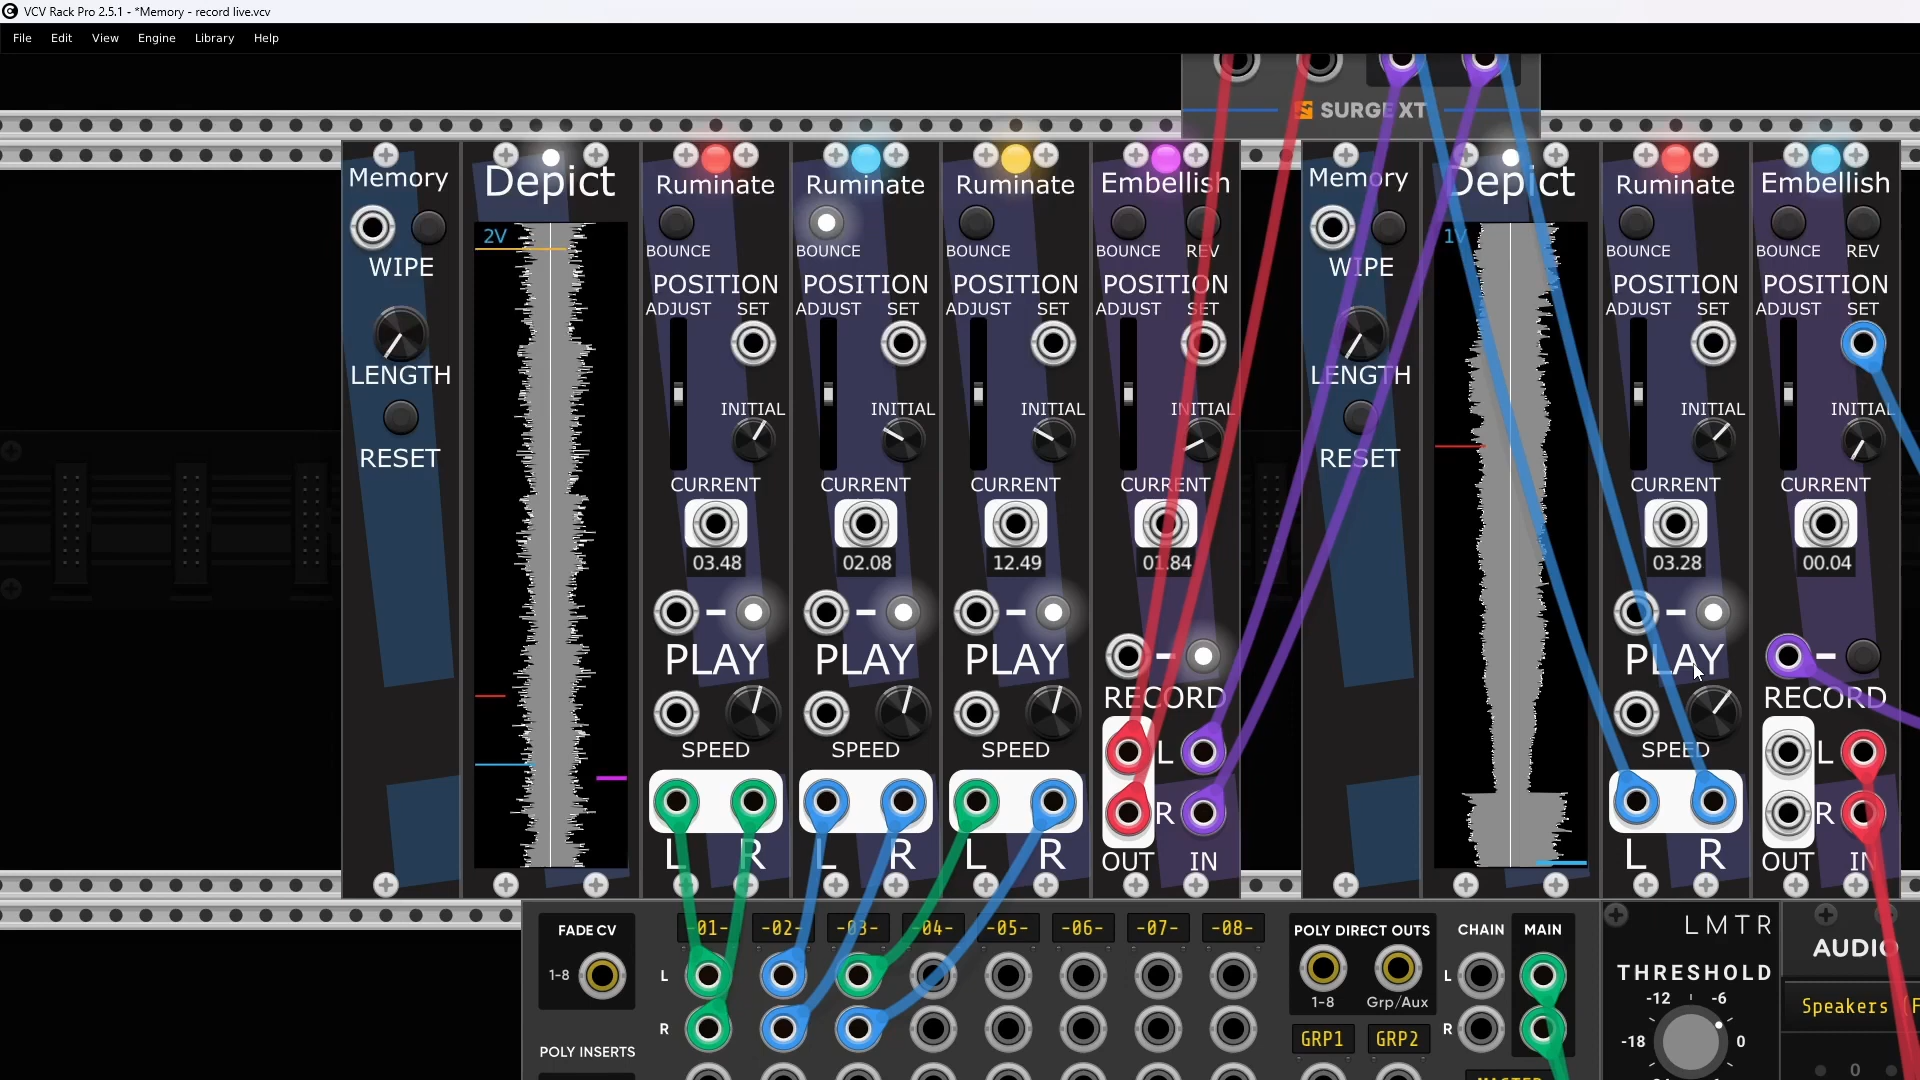 VCV Rack Pro 2.5.1 - *Memory - record live.vcv
File Edit View Engine Library Help
SURGE XT
Memory
WIPE
LENGTH
RESET
Depict
2V
Ruminate
BOUNCE
POSITION
ADJUST SET
INITIAL
CURRENT
03.48
PLAY
SPEED
L R
Ruminate
BOUNCE
POSITION
ADJUST SET
INITIAL
CURRENT
02.08
PLAY
SPEED
L R
Ruminate
BOUNCE
POSITION
ADJUST SET
INITIAL
CURRENT
12.49
PLAY
SPEED
L R
Embellish
BOUNCE REV
POSITION
ADJUST SET
INITIAL
CURRENT
01.84
RECORD
L
R
OUT IN
Memory
WIPE
LENGTH
RESET
Depict
1V
Ruminate
BOUNCE
POSITION
ADJUST SET
INITIAL
CURRENT
03.28
PLAY
SPEED
L R
Embellish
BOUNCE REV
POSITION
ADJUST SET
INITIAL
CURRENT
00.04
RECORD
L
R
OUT IN
FADE CV
1-8
POLY INSERTS
-01- -02- -03- -04- -05- -06- -07- -08-
L
R
POLY DIRECT OUTS
1-8 Grp/Aux
GRP1 GRP2
CHAIN MAIN
L
R
LMTR
THRESHOLD
-12 -6
-18 0
AUDIO
Speakers
0